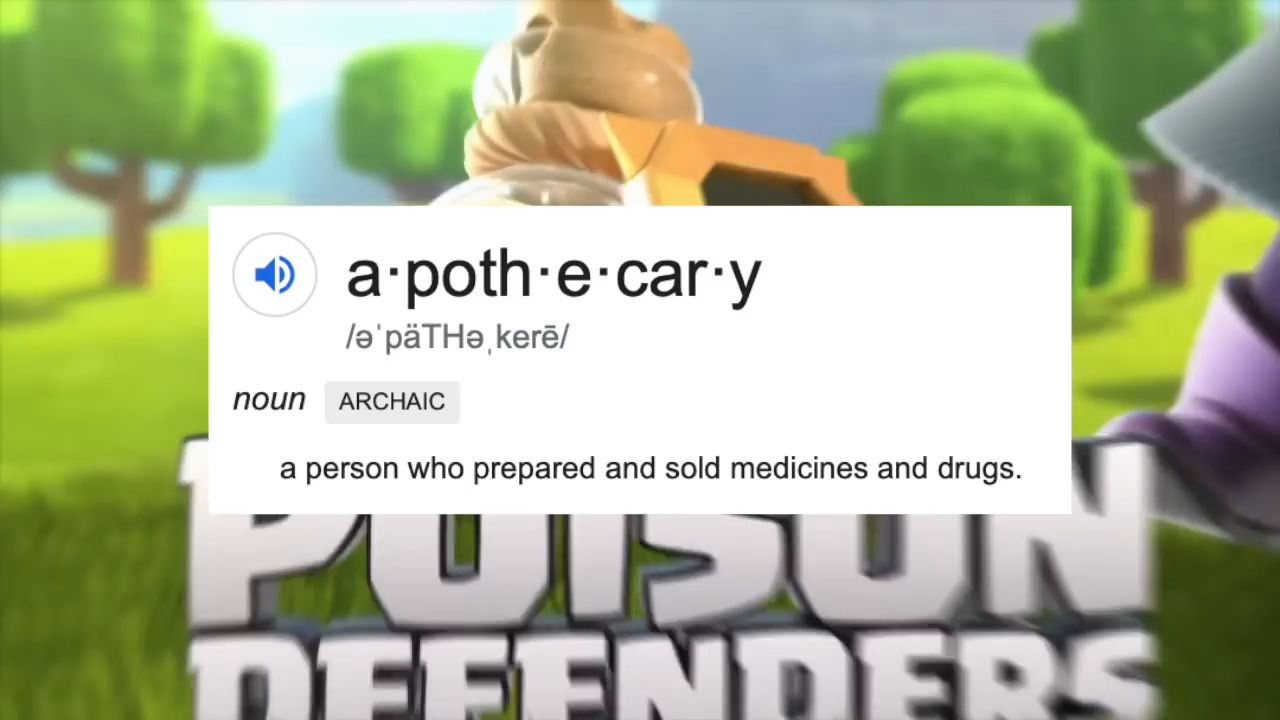 a·poth·e·car·y
/əˈpäTHəˌkerē/
noun ARCHAIC
a person who prepared and sold medicines and drugs.
POISON
DEFENDERS